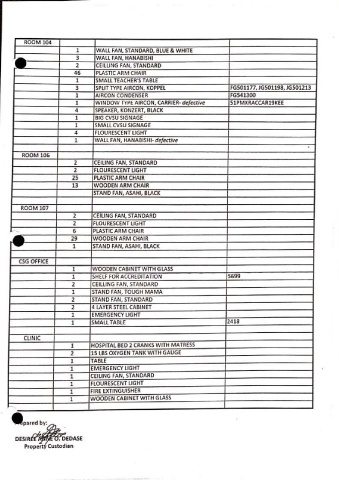 ROOM 104
1 WALL FAN, STANDARD, BLUE & WHITE
3 WALL FAN, HANABISHI
2 CEILLING FAN, STANDARD
46 PLASTIC ARM CHAIR
1 SMALL TEACHER'S TABLE
3 SPLIT TYPE AIRCON, KOPPEL FG501177, JG501198, JG501213
1 AIRCON CONDENSER FG541300
1 WINDOW TYPE AIRCON, CARRIER- defective 51PMXRACCAR19KEE
4 SPEAKER, KONZERT, BLACK
1 BIG CVSU SIGNAGE
1 SMALL CVSU SIGNAGE
4 FLOURESCENT LIGHT
1 WALL FAN, HANABISHI- defective
ROOM 106
2 CEILING FAN, STANDARD
2 FLOURESCENT LIGHT
25 PLASTIC ARM CHAIR
13 WOODEN ARM CHAIR
STAND FAN, ASAHI, BLACK
ROOM 107
2 CEILING FAN, STANDARD
2 FLOURESCENT LIGHT
6 PLASTIC ARM CHAIR
29 WOODEN ARM CHAIR
1 STAND FAN, ASAHI, BLACK
CSG OFFICE
1 WOODEN CABINET WITH GLASS
1 SHELF FOR ACCREDITATION 5699
2 CEILLING FAN, STANDARD
1 STAND FAN, TOUGH MAMA
2 STAND FAN, STANDARD
2 4 LAYER STEEL CABINET
1 EMERGENCY LIGHT
1 SMALL TABLE 2418
CLINIC
1 HOSPITAL BED 2 CRANKS WITH MATRESS
2 15 LBS OXYGEN TANK WITH GAUGE
1 TABLE
1 EMERGENCY LIGHT
1 CEILING FAN, STANDARD
1 FLOURESCENT LIGHT
1 FIRE EXTINGUISHER
1 WOODEN CABINET WITH GLASS
epared by:
DESIREE O. DEDASE
Property Custodian